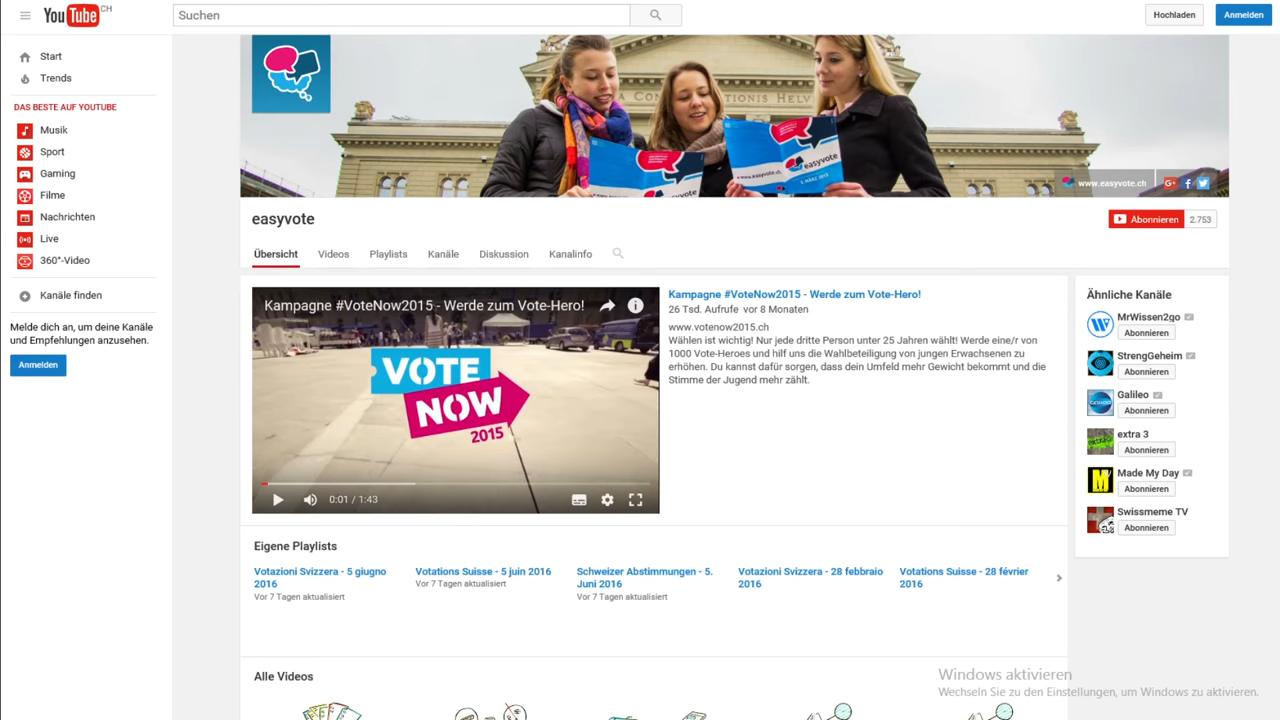 YouTube CH
Suchen
Hochladen
Anmelden
Start
Trends
DAS BESTE AUF YOUTUBE
Musik
Sport
Gaming
Filme
Nachrichten
Live
360°-Video
Kanäle finden
Melde dich an, um deine Kanäle
und Empfehlungen anzusehen.
Anmelden
www.easyvote.ch
easyvote
Abonnieren 2.753
Übersicht Videos Playlists Kanäle Diskussion Kanalinfo
Kampagne #VoteNow2015 - Werde zum Vote-Hero!
VOTE
NOW
2015
0:01 / 1:43
Kampagne #VoteNow2015 - Werde zum Vote-Hero!
26 Tsd. Aufrufe vor 8 Monaten
www.votenow2015.ch
Wählen ist wichtig! Nur jede dritte Person unter 25 Jahren wählt! Werde eine/r von
1000 Vote-Heroes und hilf uns die Wahlbeteiligung von jungen Erwachsenen zu
erhöhen. Du kannst dafür sorgen, dass dein Umfeld mehr Gewicht bekommt und die
Stimme der Jugend mehr zählt.
Ähnliche Kanäle
MrWissen2go
Abonnieren
StrengGeheim
Abonnieren
Galileo
Abonnieren
extra 3
Abonnieren
Made My Day
Abonnieren
Swissmeme TV
Abonnieren
Eigene Playlists
Votazioni Svizzera - 5 giugno
2016
Vor 7 Tagen aktualisiert
Votations Suisse - 5 juin 2016
Vor 7 Tagen aktualisiert
Schweizer Abstimmungen - 5.
Juni 2016
Vor 7 Tagen aktualisiert
Votazioni Svizzera - 28 febbraio
2016
Votations Suisse - 28 février
2016
Alle Videos
Windows aktivieren
Wechseln Sie zu den Einstellungen, um Windows zu aktivieren.